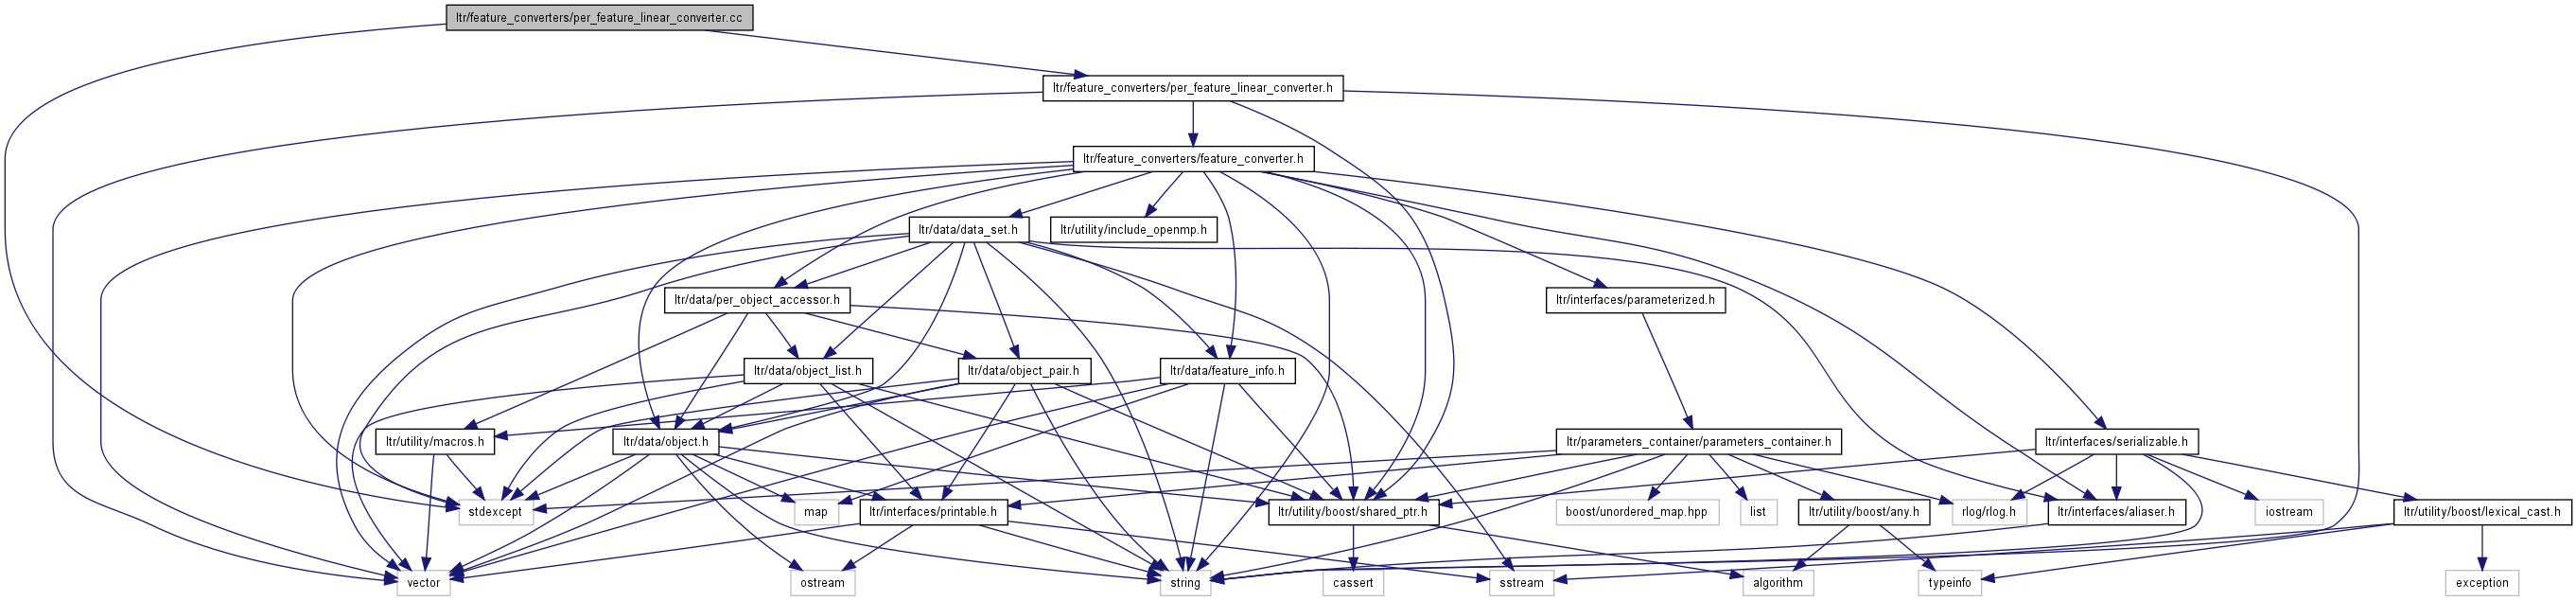 ltr/feature_converters/per_feature_linear_converter.cc
ltr/feature_converters/per_feature_linear_converter.h
ltr/feature_converters/feature_converter.h
ltr/data/data_set.h
ltr/utility/include_openmp.h
ltr/data/per_object_accessor.h
ltr/interfaces/parameterized.h
ltr/data/object_list.h
ltr/data/object_pair.h
ltr/data/feature_info.h
ltr/utility/macros.h
ltr/data/object.h
ltr/parameters_container/parameters_container.h
ltr/interfaces/serializable.h
stdexcept
map
ltr/interfaces/printable.h
ltr/utility/boost/shared_ptr.h
boost/unordered_map.hpp
list
ltr/utility/boost/any.h
rlog/rlog.h
ltr/interfaces/aliaser.h
iostream
ltr/utility/boost/lexical_cast.h
vector
ostream
string
cassert
sstream
algorithm
typeinfo
exception